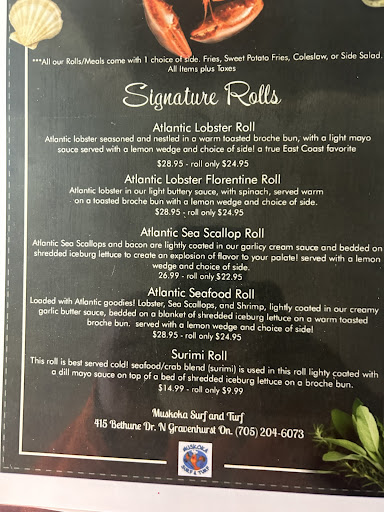 ***All our Rolls/Meals come with 1 choice of side. Fries, Sweet Potato Fries, Coleslaw, or Side Salad.
All Items plus Taxes
Signature Rolls
Atlantic Lobster Roll
Atlantic lobster seasoned and nestled in a warm toasted broche bun, with a light mayo
sauce served with a lemon wedge and choice of side! a true East Coast favorite
$28.95 - roll only $24.95
Atlantic Lobster Florentine Roll
Atlantic lobster in our light buttery sauce, with spinach, served warm
on a toasted broche bun with a lemon wedge and choice of side.
$28.95 - roll only $24.95
Atlantic Sea Scallop Roll
Atlantic Sea Scallops and bacon are lightly coated in our garlicy cream sauce and bedded on
shredded iceburg lettuce to create an explosion of flavor to your palate! served with a lemon
wedge and choice of side.
26.99 - roll only $22.95
Atlantic Seafood Roll
Loaded with Atlantic goodies! Lobster, Sea Scallops, and Shrimp, lightly coated in our creamy
garlic butter sauce, bedded on a blanket of shredded iceburg lettuce on a warm toasted
broche bun. served with a lemon wedge and choice of side!
$28.95 - roll only $24.95
Surimi Roll
This roll is best served cold! seafood/crab blend (surimi) is used in this roll lighty coated with
a dill mayo sauce on top of a bed of shredded iceburg lettuce on a broche bun.
$14.99 - roll only $9.99
Muskoka Surf and Turf
415 Bethune Dr. N Gravenhurst On. (705) 204-6073
MUSKOKA
SURF & TURF